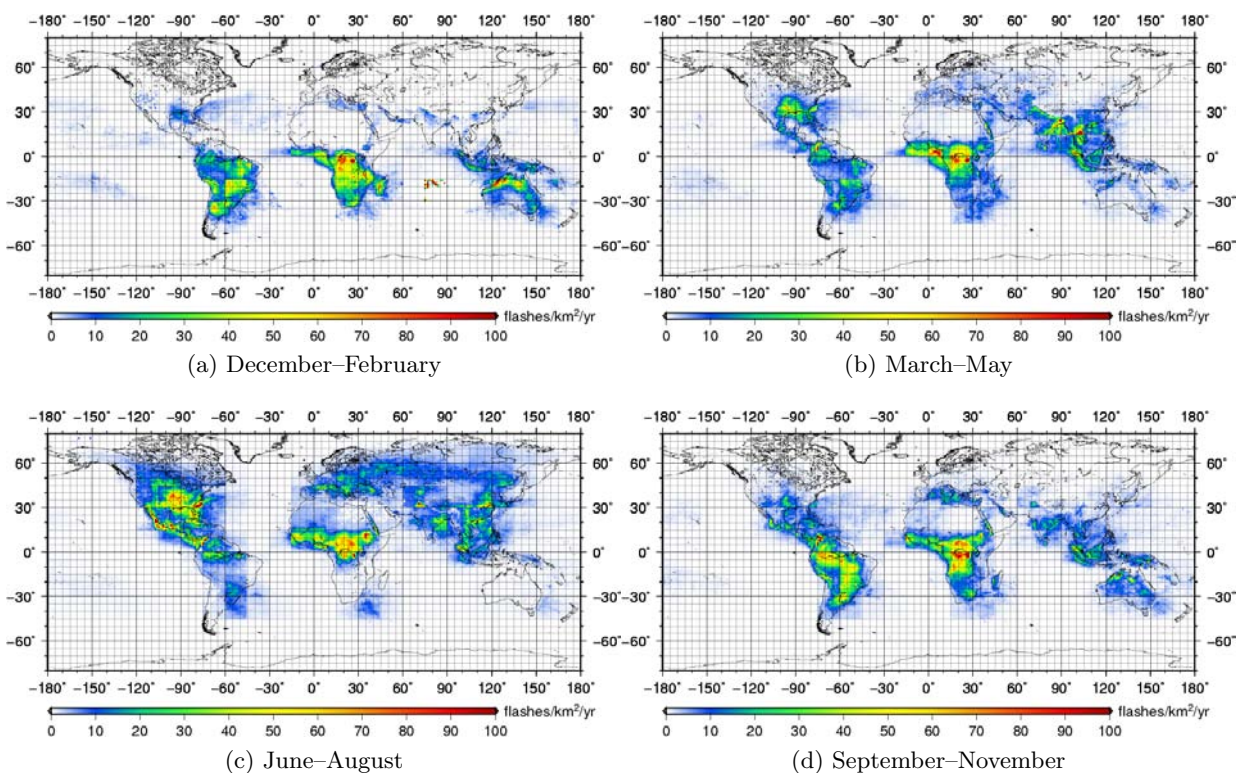 −180° −150° −120° −90° −60° −30° 0° 30° 60° 90° 120° 150° 180°
60°
30°
0°
−30°
−60°
−180° −150° −120° −90° −60° −30° 0° 30° 60° 90° 120° 150° 180°
0 10 20 30 40 50 60 70 80 90 100
flashes/km²/yr
(a) December–February
−180° −150° −120° −90° −60° −30° 0° 30° 60° 90° 120° 150° 180°
60° 60°
30° 30°
0° 0°
−30° −30°
−60° −60°
−180° −150° −120° −90° −60° −30° 0° 30° 60° 90° 120° 150° 180°
0 10 20 30 40 50 60 70 80 90 100
flashes/km²/yr
(b) March–May
−180° −150° −120° −90° −60° −30° 0° 30° 60° 90° 120° 150° 180°
60°
30°
0°
−30°
−60°
−180° −150° −120° −90° −60° −30° 0° 30° 60° 90° 120° 150° 180°
0 10 20 30 40 50 60 70 80 90 100
flashes/km²/yr
(c) June–August
−180° −150° −120° −90° −60° −30° 0° 30° 60° 90° 120° 150° 180°
60° 60°
30° 30°
0° 0°
−30° −30°
−60° −60°
−180° −150° −120° −90° −60° −30° 0° 30° 60° 90° 120° 150° 180°
0 10 20 30 40 50 60 70 80 90 100
flashes/km²/yr
(d) September–November